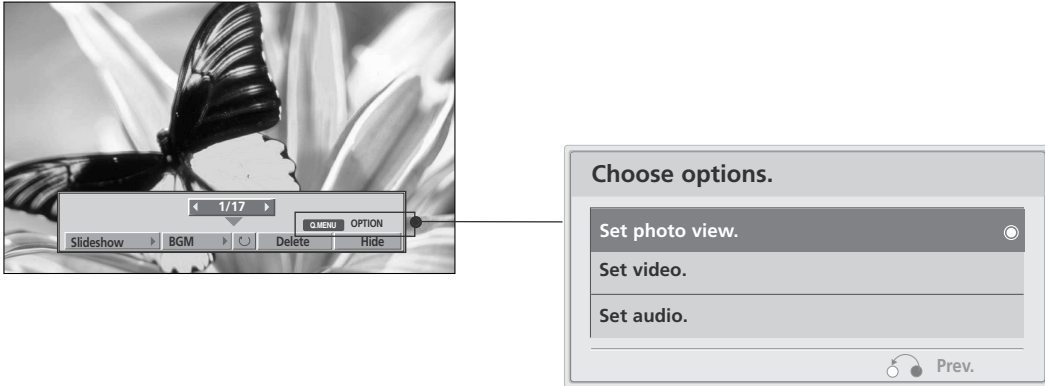 1/17
Q.MENU OPTION
Slideshow BGM Delete Hide
Choose options.
Set photo view.
Set video.
Set audio.
Prev.